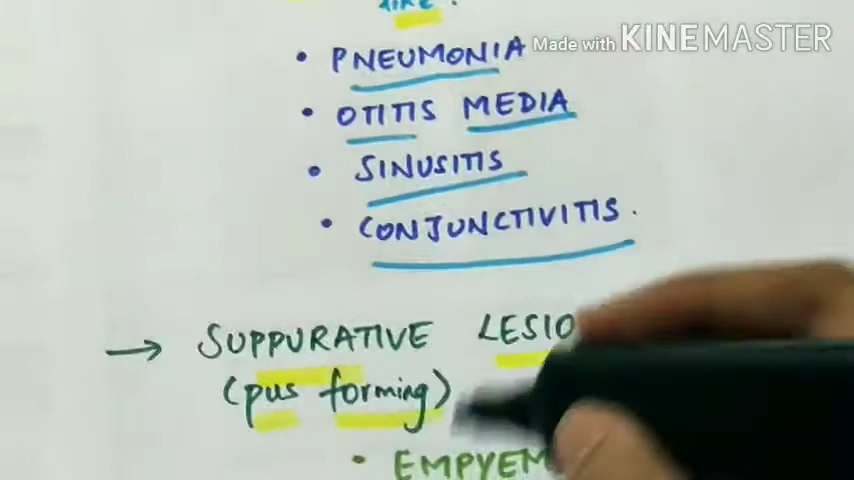 Made with KINEMASTER
• PNEUMONIA
• OTITIS MEDIA
• SINUSITIS
• CONJUNCTIVITIS.
→ SUPPURATIVE
(pus forming)